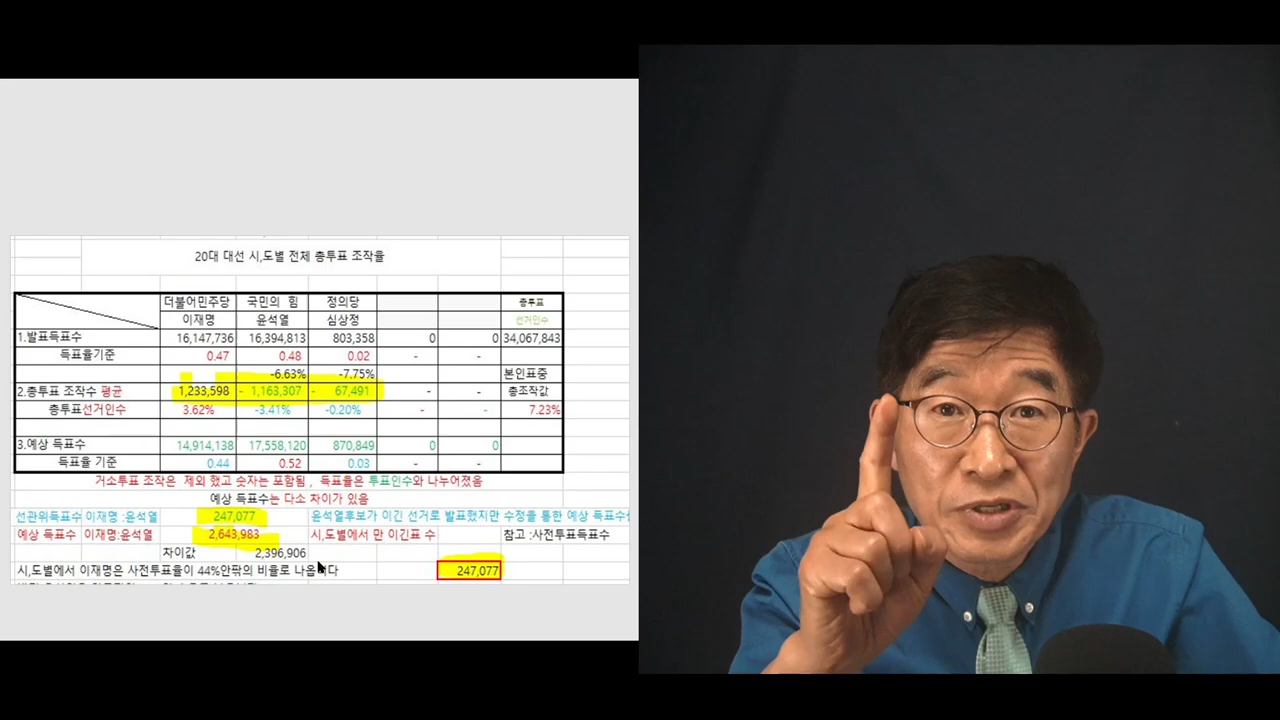 20대 대선 시,도별 전체 총투표 조작율
더불어민주당 국민의 힘 정의당 총투표
이재명 윤석열 심상정 선거인수
1.발표득표수 16,147,736 16,394,813 803,358 0 0 34,067,843
득표율기준 0.47 0.48 0.02 - -
-6.63% -7.75% 본인표중
2.총투표 조작수 평균 1,233,598 - 1,163,307 - 67,491 - - 총조작값
총투표선거인수 3.62% -3.41% -0.20% - - 7.23%
3.예상 득표수 14,914,138 17,558,120 870,849 0 0
득표율 기준 0.44 0.52 0.03 - -
거소투표 조작은 제외 했고 숫자는 포함됨 , 득표율은 투표인수와 나누어졌음
예상 득표수는 다소 차이가 있음
선관위득표수 이재명 :윤석열 247,077 윤석열후보가 이긴 선거로 발표했지만 수정을 통한 예상 득표수
예상 득표수 이재명:윤석열 2,643,983 시,도별에서 만 이긴표 수 참고 :사전투표득표수
차이값 2,396,906
시,도별에서 이재명은 사전투표율이 44%안팎의 비율로 나옵니다 247,077